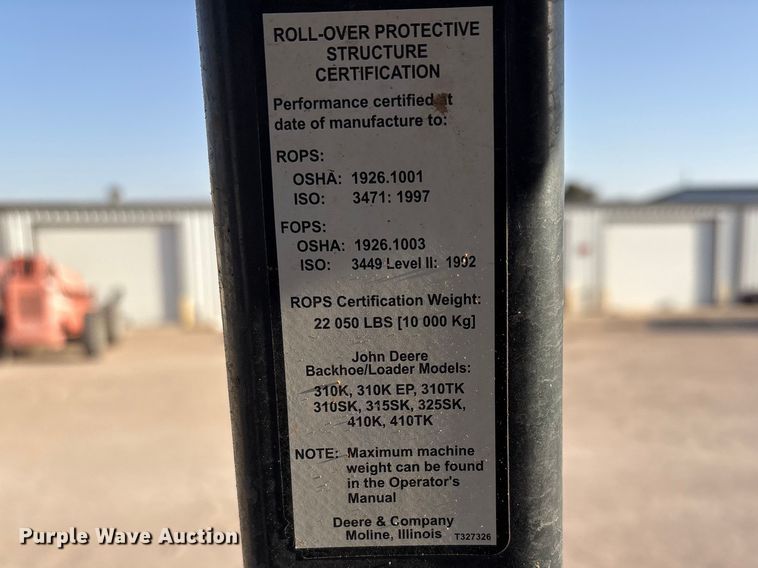 ROLL-OVER PROTECTIVE
STRUCTURE
CERTIFICATION
Performance certified at
date of manufacture to:
ROPS:
OSHA: 1926.1001
ISO: 3471: 1997
FOPS:
OSHA: 1926.1003
ISO: 3449 Level II: 1992
ROPS Certification Weight:
22 050 LBS [10 000 Kg]
John Deere
Backhoe/Loader Models:
310K, 310K EP, 310TK
310SK, 315SK, 325SK,
410K, 410TK
NOTE: Maximum machine
weight can be found
in the Operator's
Manual
Deere & Company
Moline, Illinois T327326
Purple Wave Auction